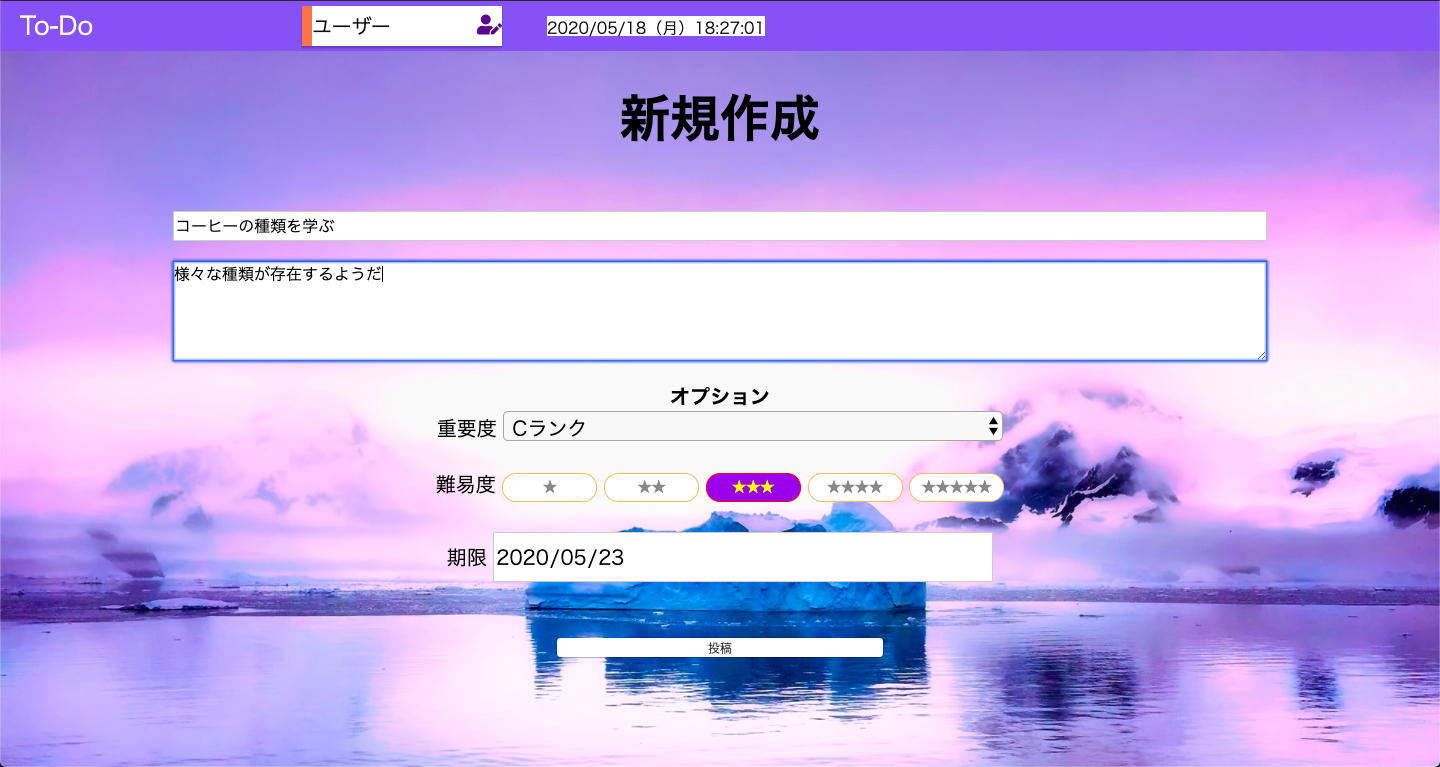 To-Do
ユーザー
2020/05/18（月）18:27:01
新規作成
コーヒーの種類を学ぶ
様々な種類が存在するようだ
オプション
重要度 Cランク
難易度 ★ ★★ ★★★ ★★★★ ★★★★★
期限 2020/05/23
投稿